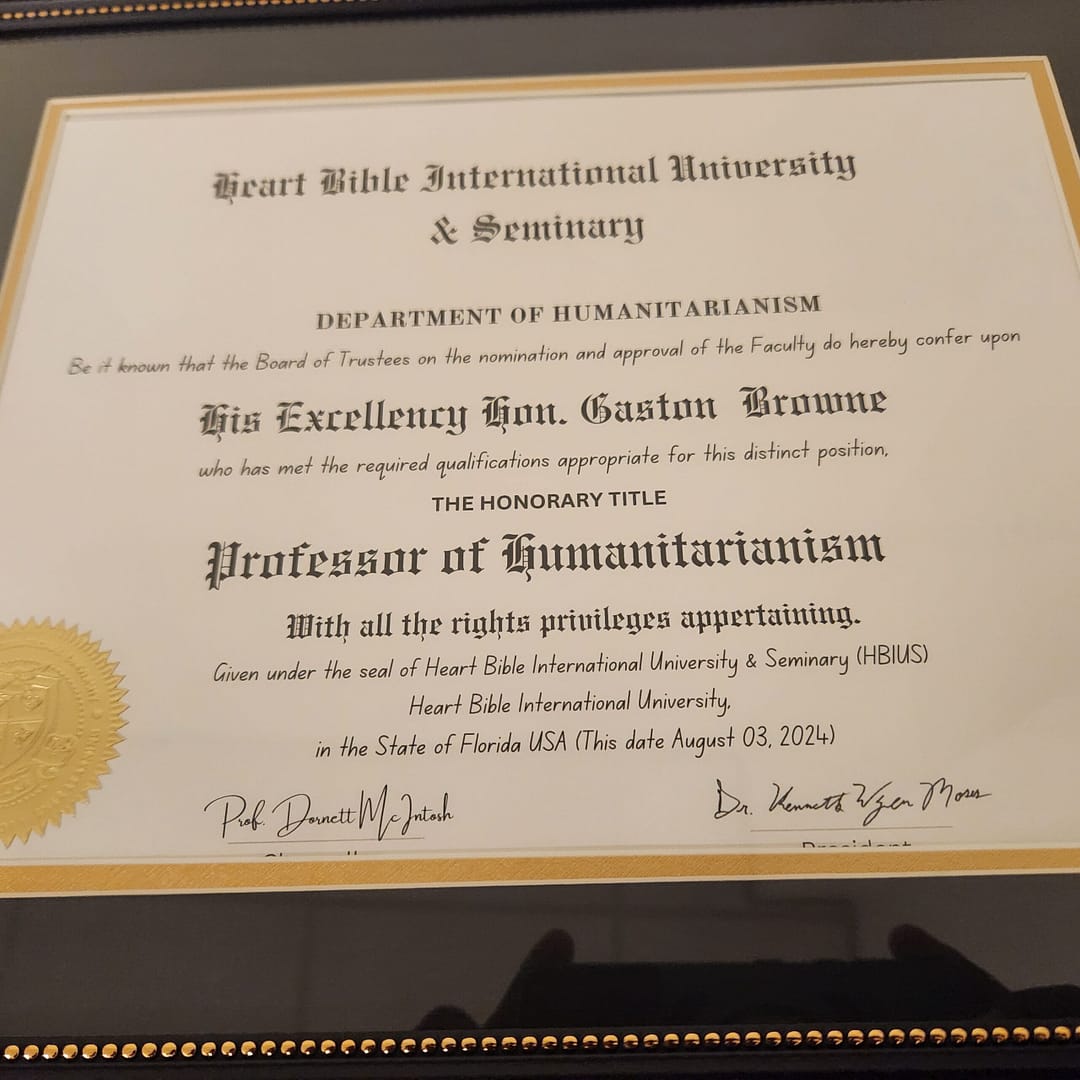 Heart Bible International University
& Seminary
DEPARTMENT OF HUMANITARIANISM
Be it known that the Board of Trustees on the nomination and approval of the Faculty do hereby confer upon
His Excellency Hon. Gaston Browne
who has met the required qualifications appropriate for this distinct position,
THE HONORARY TITLE
Professor of Humanitarianism
With all the rights privileges appertaining.
Given under the seal of Heart Bible International University & Seminary (HBIUS)
Heart Bible International University,
in the State of Florida USA (This date August 03, 2024)
Prof. Dornett McIntosh
Dr. Kenneth Moses